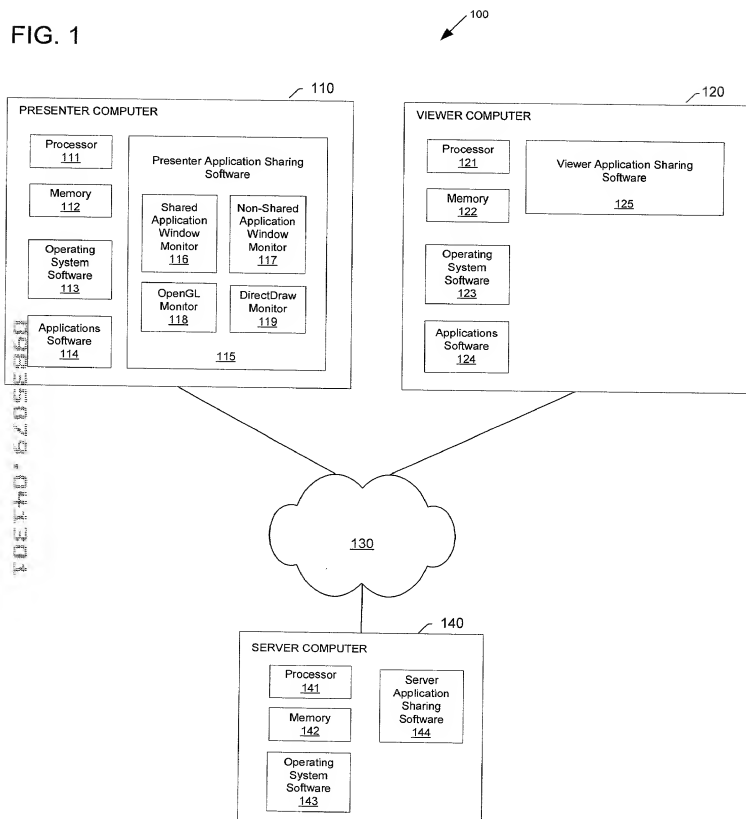 FIG. 1
100
110
PRESENTER COMPUTER
Processor
111
Memory
112
Operating
System
Software
113
Applications
Software
114
Presenter Application Sharing
Software
Shared
Application
Window
Monitor
116
Non-Shared
Application
Window
Monitor
117
OpenGL
Monitor
118
DirectDraw
Monitor
119
115
120
VIEWER COMPUTER
Processor
121
Memory
122
Operating
System
Software
123
Applications
Software
124
Viewer Application Sharing
Software
125
130
140
SERVER COMPUTER
Processor
141
Memory
142
Operating
System
Software
143
Server
Application
Sharing
Software
144